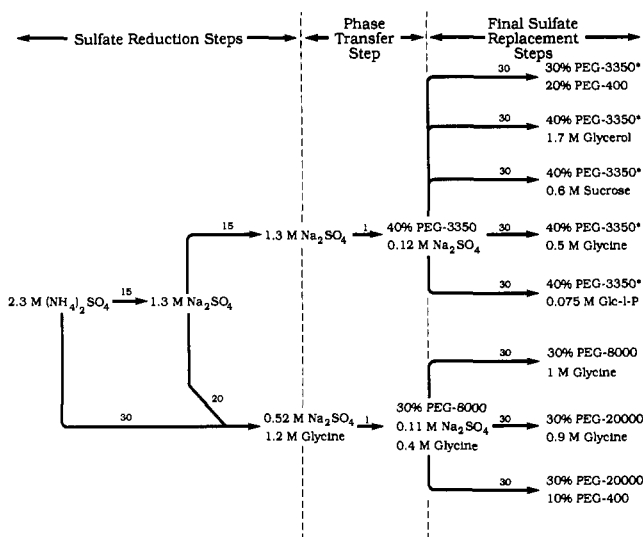 Sulfate Reduction Steps
Phase
Transfer
Step
Final Sulfate
Replacement
Steps
30
30% PEG-3350*
20% PEG-400
30
40% PEG-3350*
1.7 M Glycerol
30
40% PEG-3350*
0.6 M Sucrose
15
1.3 M Na₂SO₄
1
40% PEG-3350
0.12 M Na₂SO₄
30
40% PEG-3350*
0.5 M Glycine
2.3 M (NH₄)₂SO₄
15
1.3 M Na₂SO₄
30
40% PEG-3350*
0.075 M Glc-l-P
30
30% PEG-8000
1 M Glycine
20
30
0.52 M Na₂SO₄
1.2 M Glycine
1
30% PEG-8000
0.11 M Na₂SO₄
0.4 M Glycine
30
30% PEG-20000
0.9 M Glycine
30
30% PEG-20000
10% PEG-400